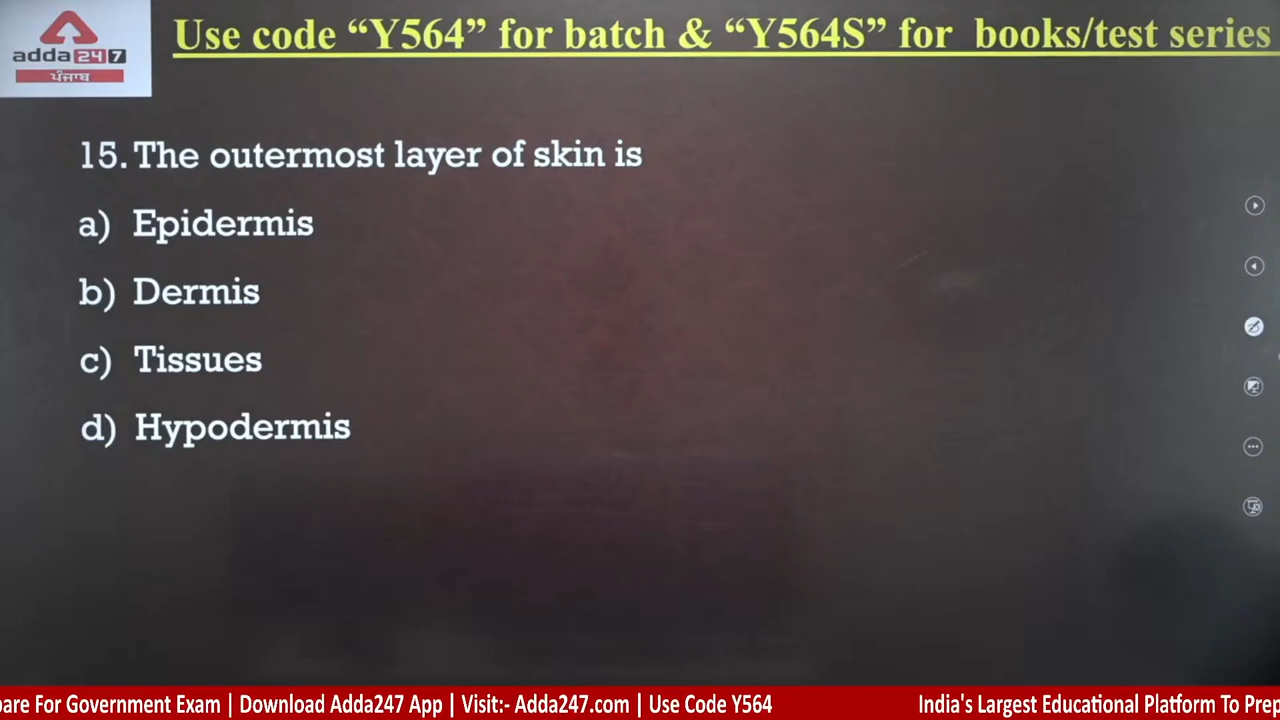 Use code “Y564” for batch & “Y564S” for books/test series
adda247
ਪੰਜਾਬ
15. The outermost layer of skin is
a) Epidermis
b) Dermis
c) Tissues
d) Hypodermis
pare For Government Exam | Download Adda247 App | Visit:- Adda247.com | Use Code Y564
India's Largest Educational Platform To Prep